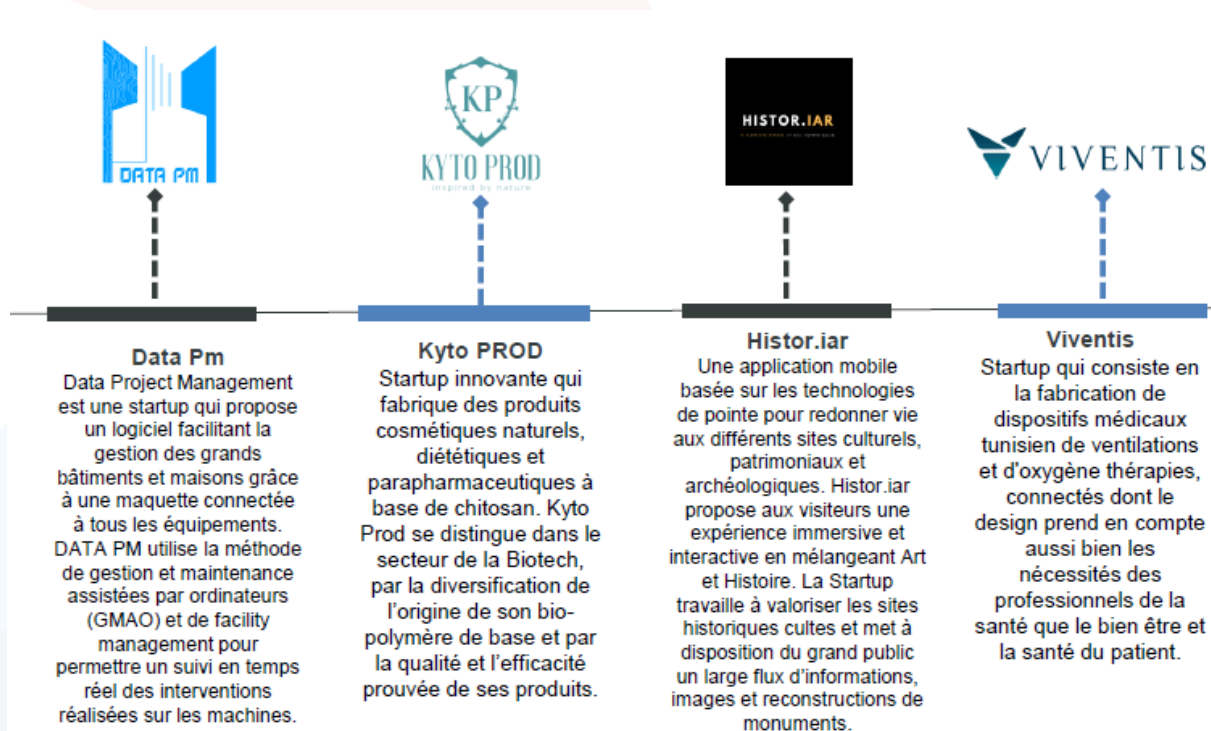 DATA PM
KP
KYTO PROD
Inspired by nature
HISTOR.IAR
VIVENTIS
Data Pm
Data Project Management
est une startup qui propose
un logiciel facilitant la
gestion des grands
bâtiments et maisons grâce
à une maquette connectée
à tous les équipements.
DATA PM utilise la méthode
de gestion et maintenance
assistées par ordinateurs
(GMAO) et de facility
management pour
permettre un suivi en temps
réel des interventions
réalisées sur les machines.
Kyto PROD
Startup innovante qui
fabrique des produits
cosmétiques naturels,
diététiques et
parapharmaceutiques à
base de chitosan. Kyto
Prod se distingue dans le
secteur de la Biotech,
par la diversification de
l’origine de son bio-
polymère de base et par
la qualité et l’efficacité
prouvée de ses produits.
Histor.iar
Une application mobile
basée sur les technologies
de pointe pour redonner vie
aux différents sites culturels,
patrimoniaux et
archéologiques. Histor.iar
propose aux visiteurs une
expérience immersive et
interactive en mélangeant Art
et Histoire. La Startup
travaille à valoriser les sites
historiques cultes et met à
disposition du grand public
un large flux d’informations,
images et reconstructions de
monuments.
Viventis
Startup qui consiste en
la fabrication de
dispositifs médicaux
tunisien de ventilations
et d'oxygène thérapies,
connectés dont le
design prend en compte
aussi bien les
nécessités des
professionnels de la
santé que le bien être et
la santé du patient.